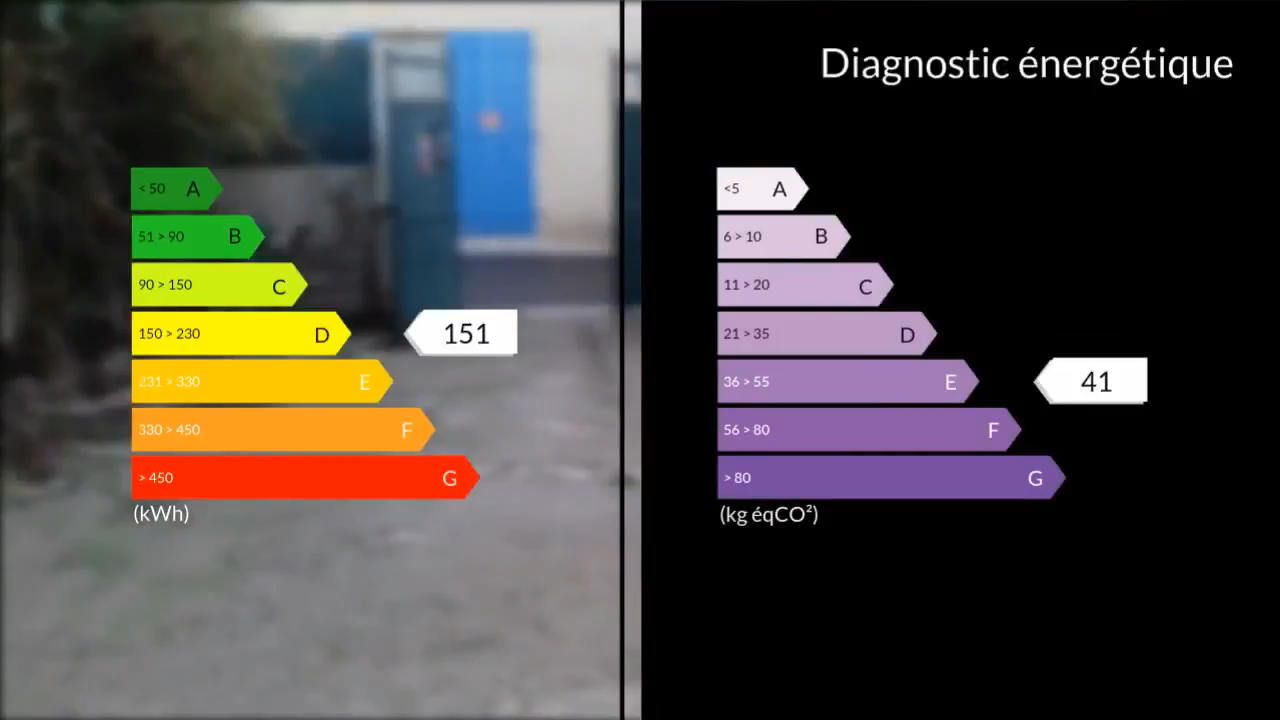 Diagnostic énergétique
< 50 A
51 > 90 B
90 > 150 C
150 > 230 D
151
231 > 330 E
330 > 450 F
> 450 G
(kWh)
<5 A
6 > 10 B
11 > 20 C
21 > 35 D
36 > 55 E
41
56 > 80 F
> 80 G
(kg éqCO²)